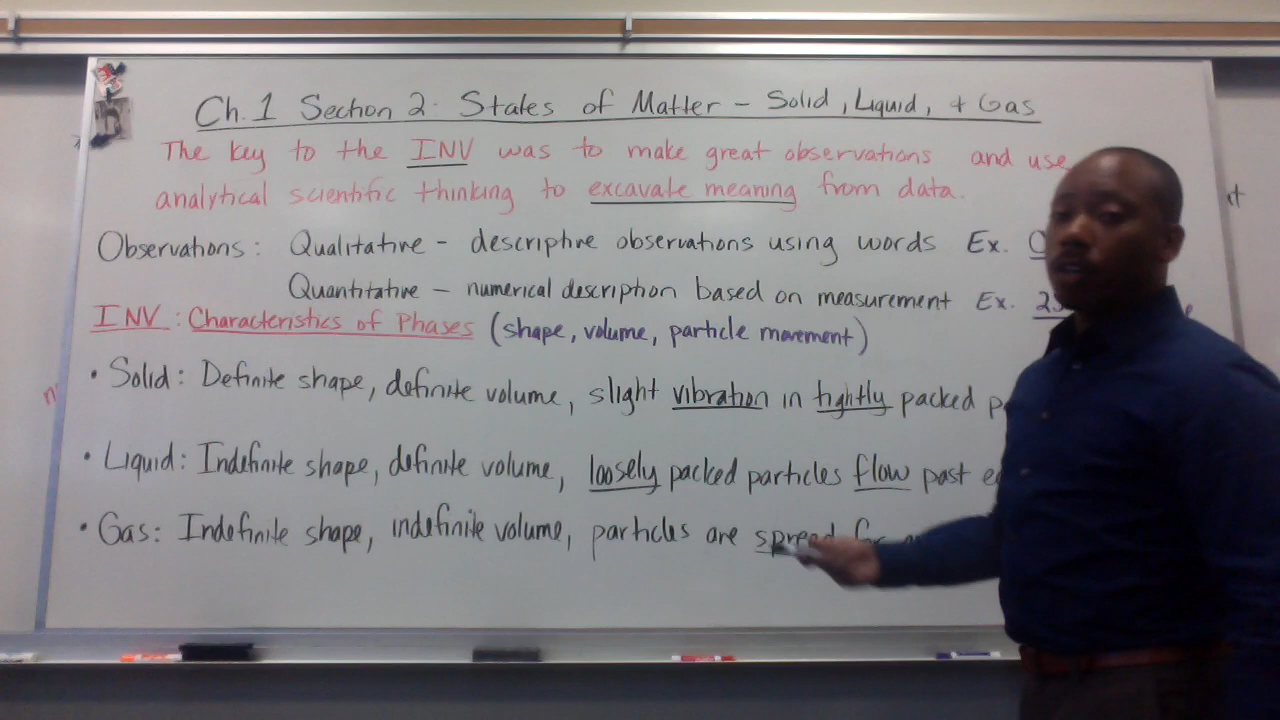 Ch. 1 Section 2: States of Matter - Solid, Liquid, + Gas
The key to the INV was to make great observations and use
analytical scientific thinking to excavate meaning from data.
Observations: Qualitative - descriptive observations using words Ex.
Quantitative - numerical description based on measurement Ex.
INV: Characteristics of Phases (shape, volume, particle movement)
• Solid: Definite shape, definite volume, slight vibration in tightly packed
• Liquid: Indefinite shape, definite volume, loosely packed particles flow past
• Gas: Indefinite shape, indefinite volume, particles are spread